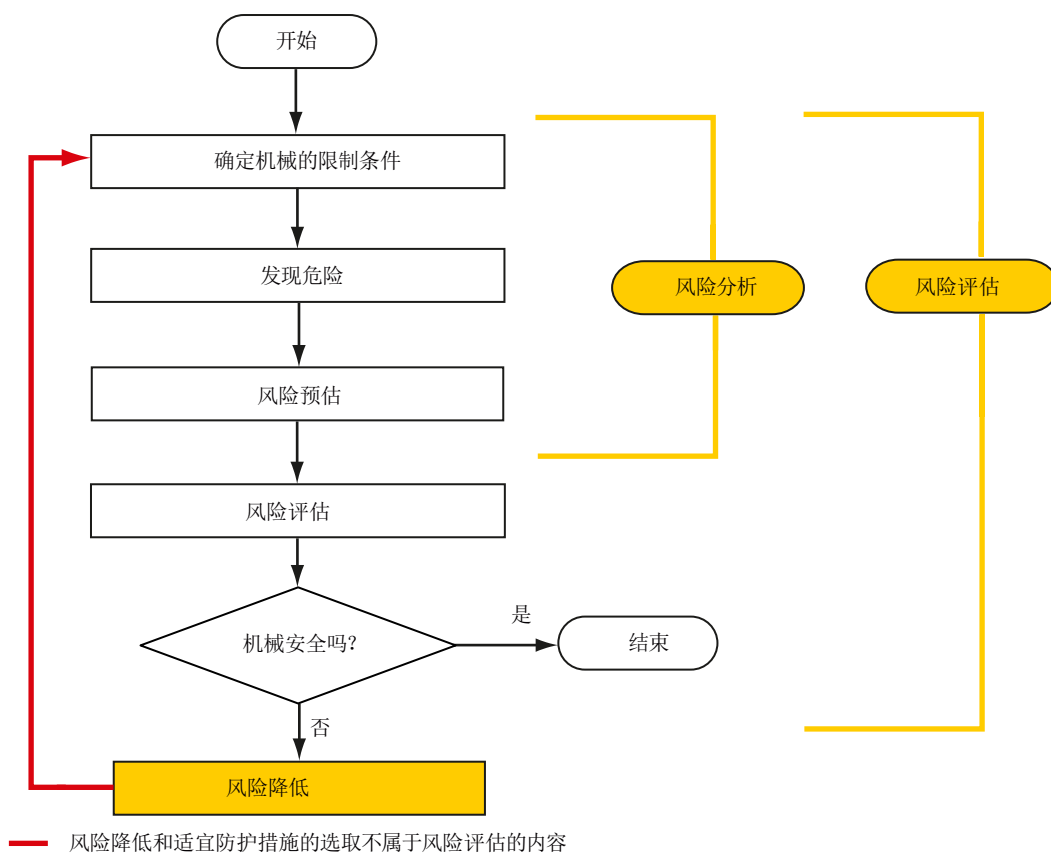 开始
确定机械的限制条件
发现危险
风险分析
风险评估
风险预估
风险评估
机械安全吗?
是
结束
否
风险降低
风险降低和适宜防护措施的选取不属于风险评估的内容